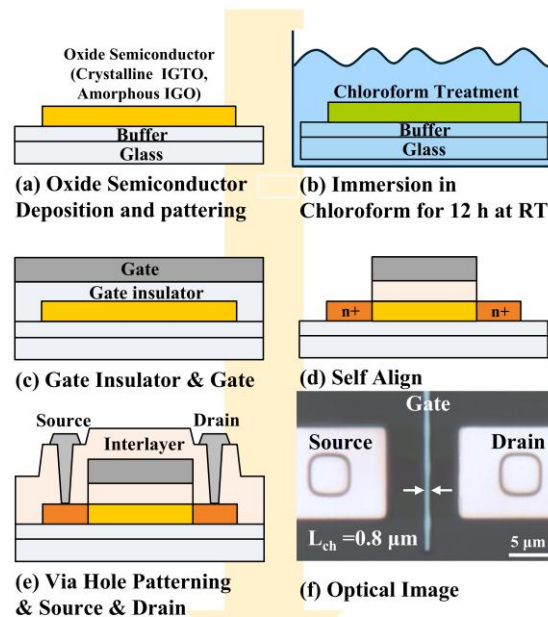 Oxide Semiconductor
(Crystalline IGTO,
Amorphous IGO)
Buffer
Glass
(a) Oxide Semiconductor
Deposition and pattering
Chloroform Treatment
Buffer
Glass
(b) Immersion in
Chloroform for 12 h at RT
Gate
Gate insulator
(c) Gate Insulator & Gate
n+
n+
(d) Self Align
Source
Drain
Interlayer
(e) Via Hole Patterning
& Source & Drain
Gate
Source
Drain
L_ch =0.8 μm
5 μm
(f) Optical Image